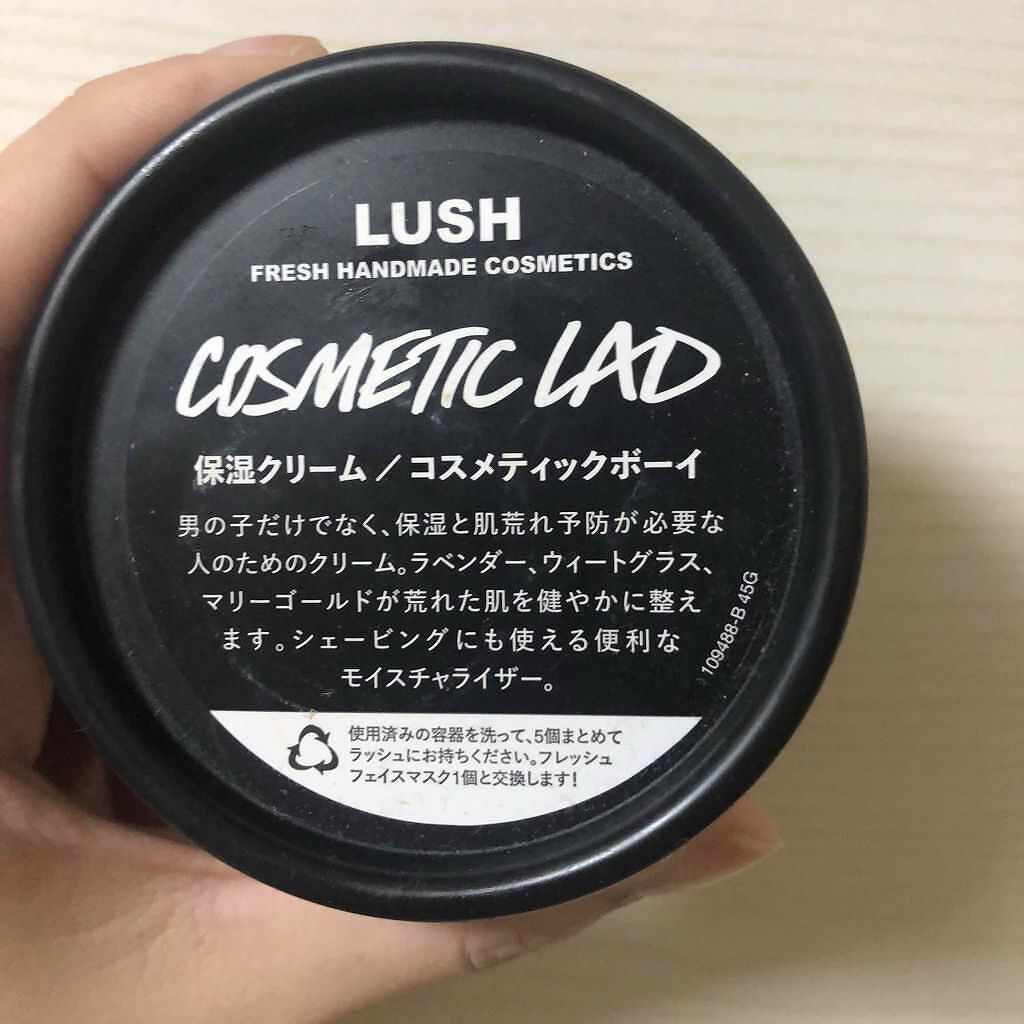 LUSH
FRESH HANDMADE COSMETICS
COSMETIC LAD
保湿クリーム／コスメティックボーイ
男の子だけでなく、保湿と肌荒れ予防が必要な
人のためのクリーム。ラベンダー、ウィートグラス、
マリーゴールドが荒れた肌を健やかに整え
ます。シェービングにも使える便利な
モイスチャライザー。
109488-B 45G
使用済みの容器を洗って、5個まとめて
ラッシュにお持ちください。フレッシュ
フェイスマスク1個と交換します!